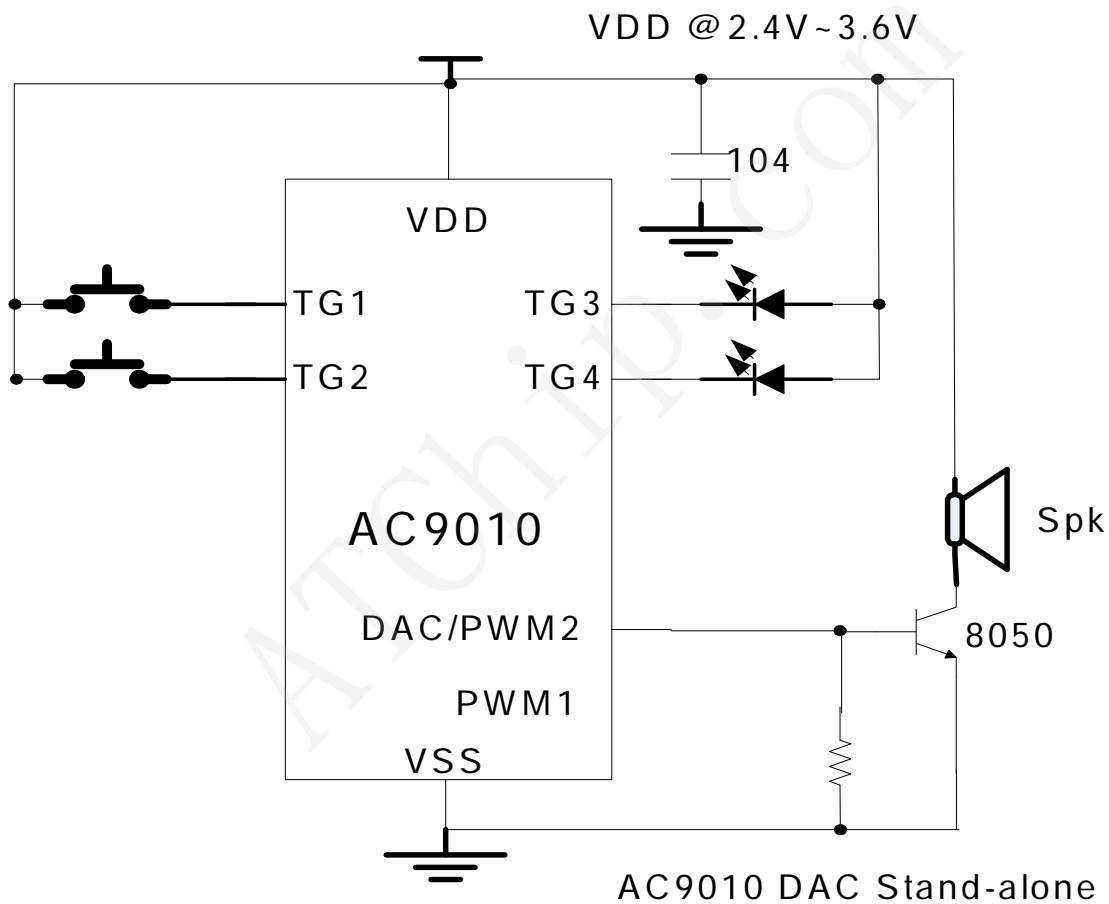 VDD @2.4V~3.6V
104
VDD
TG1
TG3
TG2
TG4
AC9010
Spk
DAC/PWM2
8050
PWM1
VSS
AC9010 DAC Stand-alone
ATChip.com